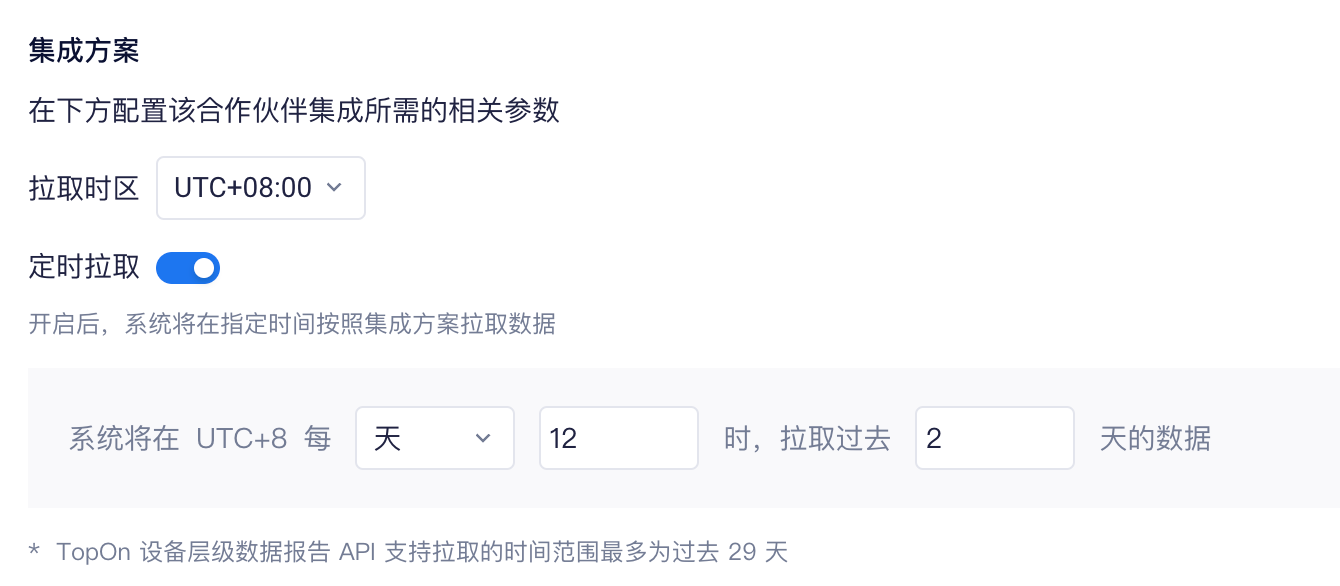 集成方案
在下方配置该合作伙伴集成所需的相关参数
拉取时区 UTC+08:00
定时拉取
开启后，系统将在指定时间按照集成方案拉取数据
系统将在 UTC+8 每 天 12 时，拉取过去 2 天的数据
* TopOn 设备层级数据报告 API 支持拉取的时间范围最多为过去 29 天